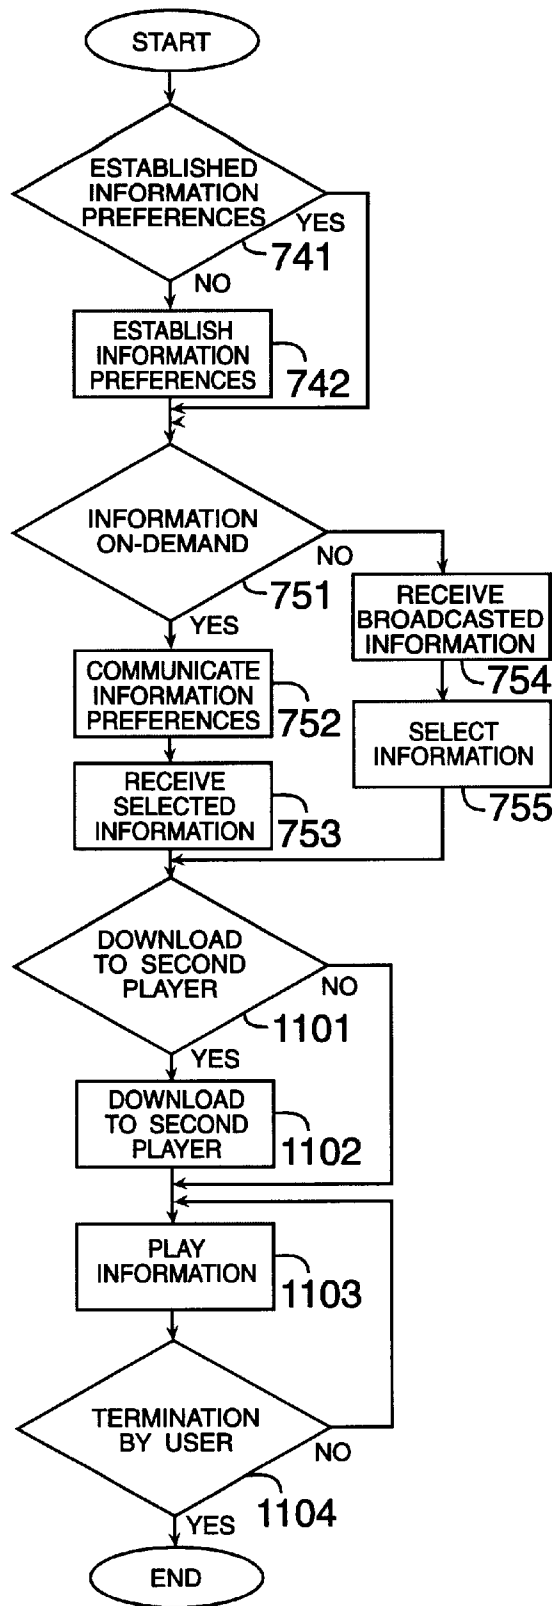 START
ESTABLISHED
INFORMATION
PREFERENCES
YES
741
NO
ESTABLISH
INFORMATION
PREFERENCES
742
INFORMATION
ON-DEMAND
NO
751
YES
RECEIVE
BROADCASTED
INFORMATION
754
COMMUNICATE
INFORMATION
PREFERENCES
752
SELECT
INFORMATION
755
RECEIVE
SELECTED
INFORMATION
753
DOWNLOAD
TO SECOND
PLAYER
NO
1101
YES
DOWNLOAD
TO SECOND
PLAYER
1102
PLAY
INFORMATION
1103
TERMINATION
BY USER
NO
1104
YES
END